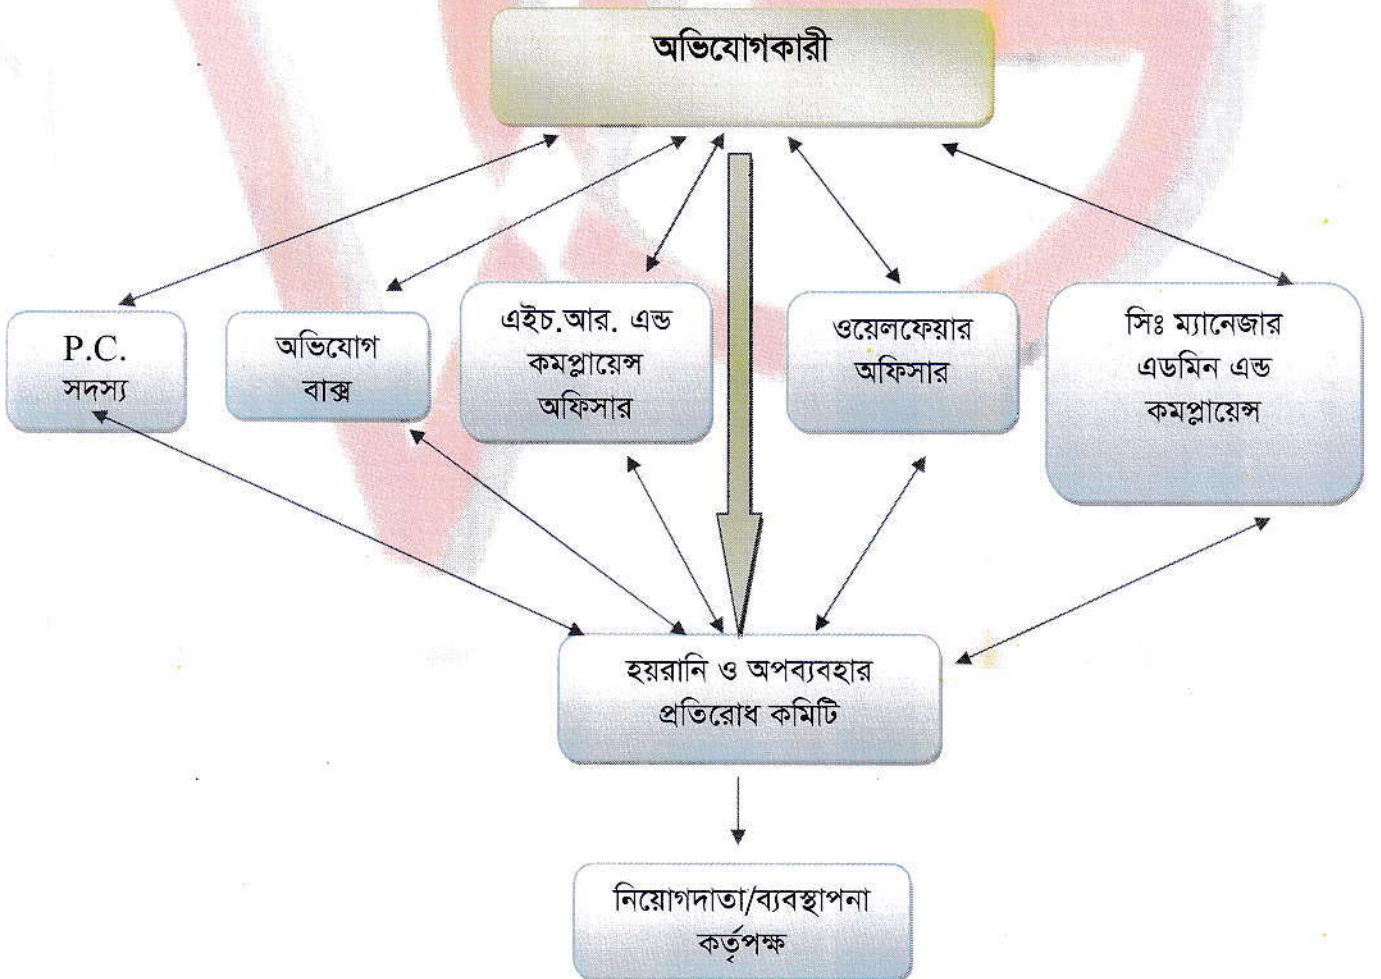 অভিযোগকারী
P.C.
সদস্য
অভিযোগ
বাক্স
এইচ.আর. এন্ড
কমপ্লায়েন্স
অফিসার
ওয়েলফেয়ার
অফিসার
সিঃ ম্যানেজার
এডমিন এন্ড
কমপ্লায়েন্স
হয়রানি ও অপব্যবহার
প্রতিরোধ কমিটি
নিয়োগদাতা/ব্যবস্থাপনা
কর্তৃপক্ষ